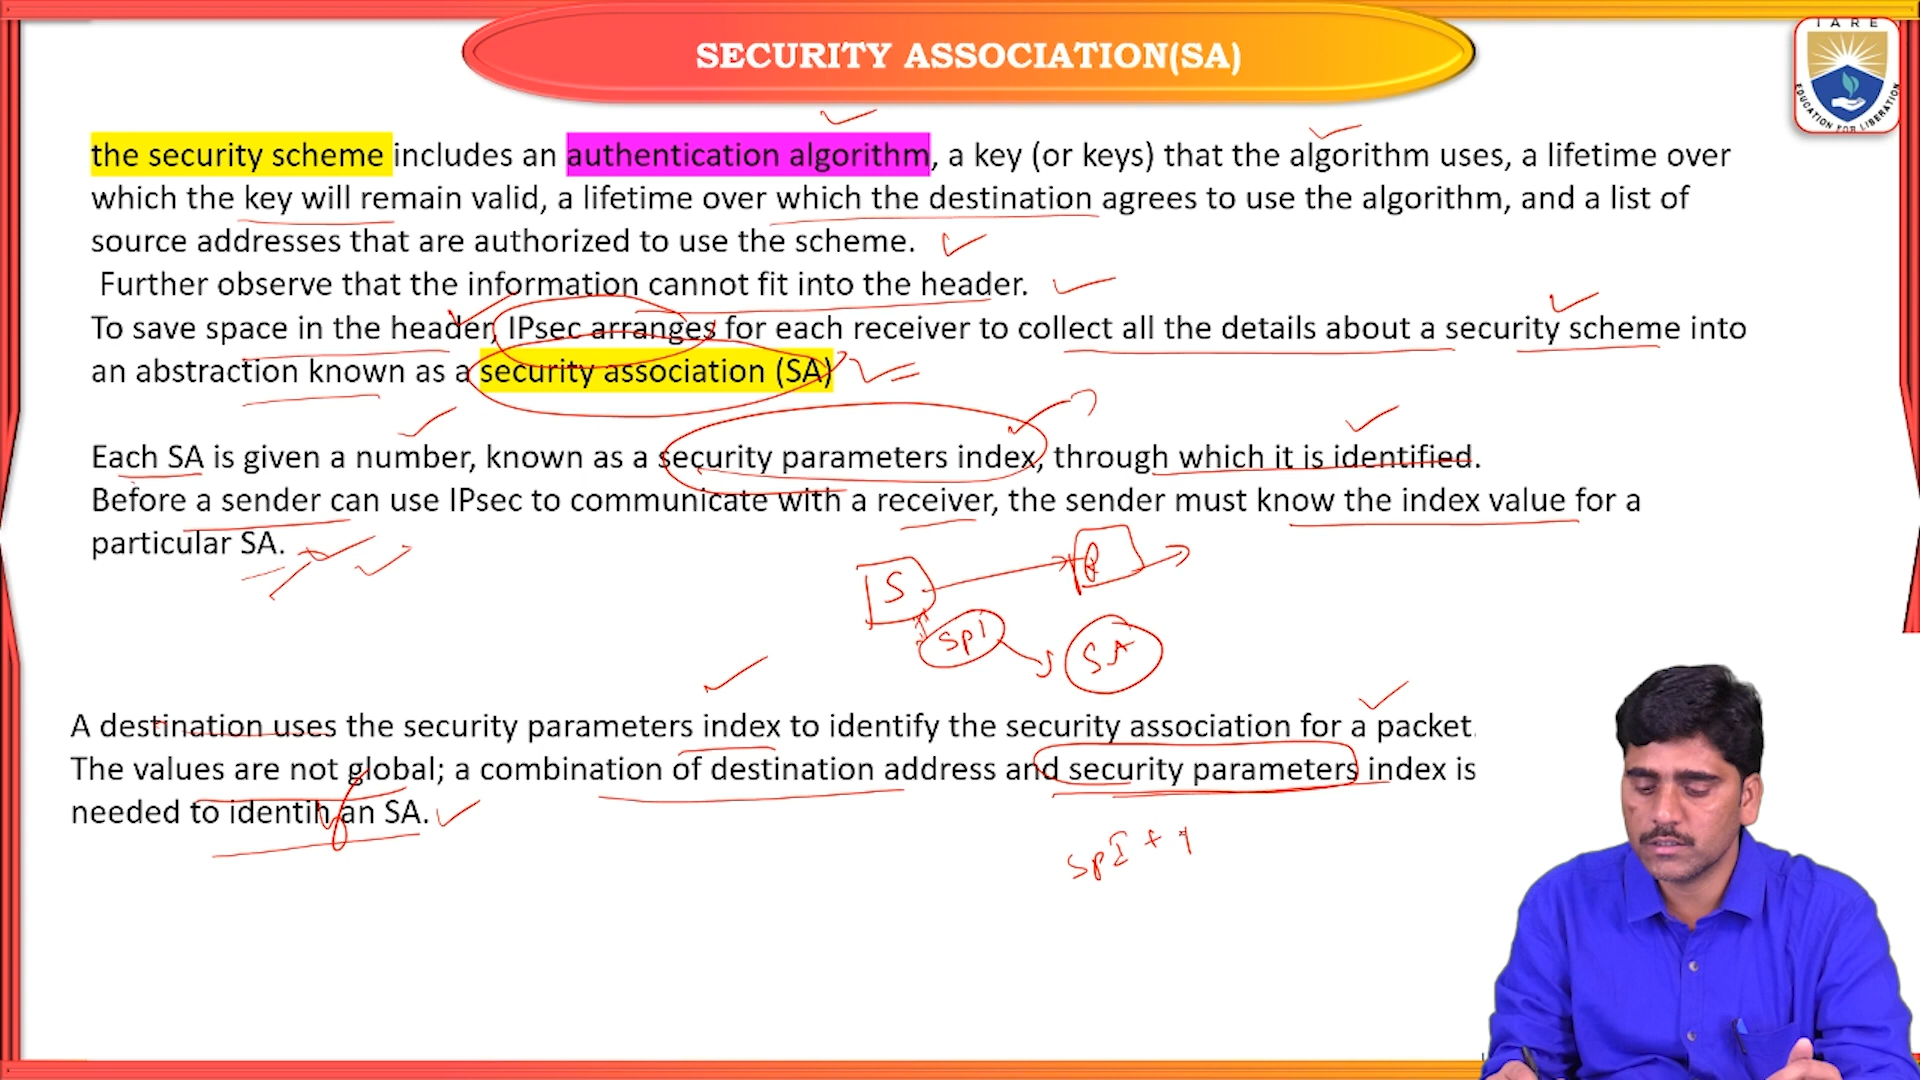 SECURITY ASSOCIATION(SA)
IARE
EDUCATION FOR LIBERATION
the security scheme includes an authentication algorithm, a key (or keys) that the algorithm uses, a lifetime over
which the key will remain valid, a lifetime over which the destination agrees to use the algorithm, and a list of
source addresses that are authorized to use the scheme.
Further observe that the information cannot fit into the header.
To save space in the header, IPsec arranges for each receiver to collect all the details about a security scheme into
an abstraction known as a security association (SA)
Each SA is given a number, known as a security parameters index, through which it is identified.
Before a sender can use IPsec to communicate with a receiver, the sender must know the index value for a
particular SA.
S R
SPI SA
A destination uses the security parameters index to identify the security association for a packet.
The values are not global; a combination of destination address and security parameters index is
needed to identih an SA.
SPI +